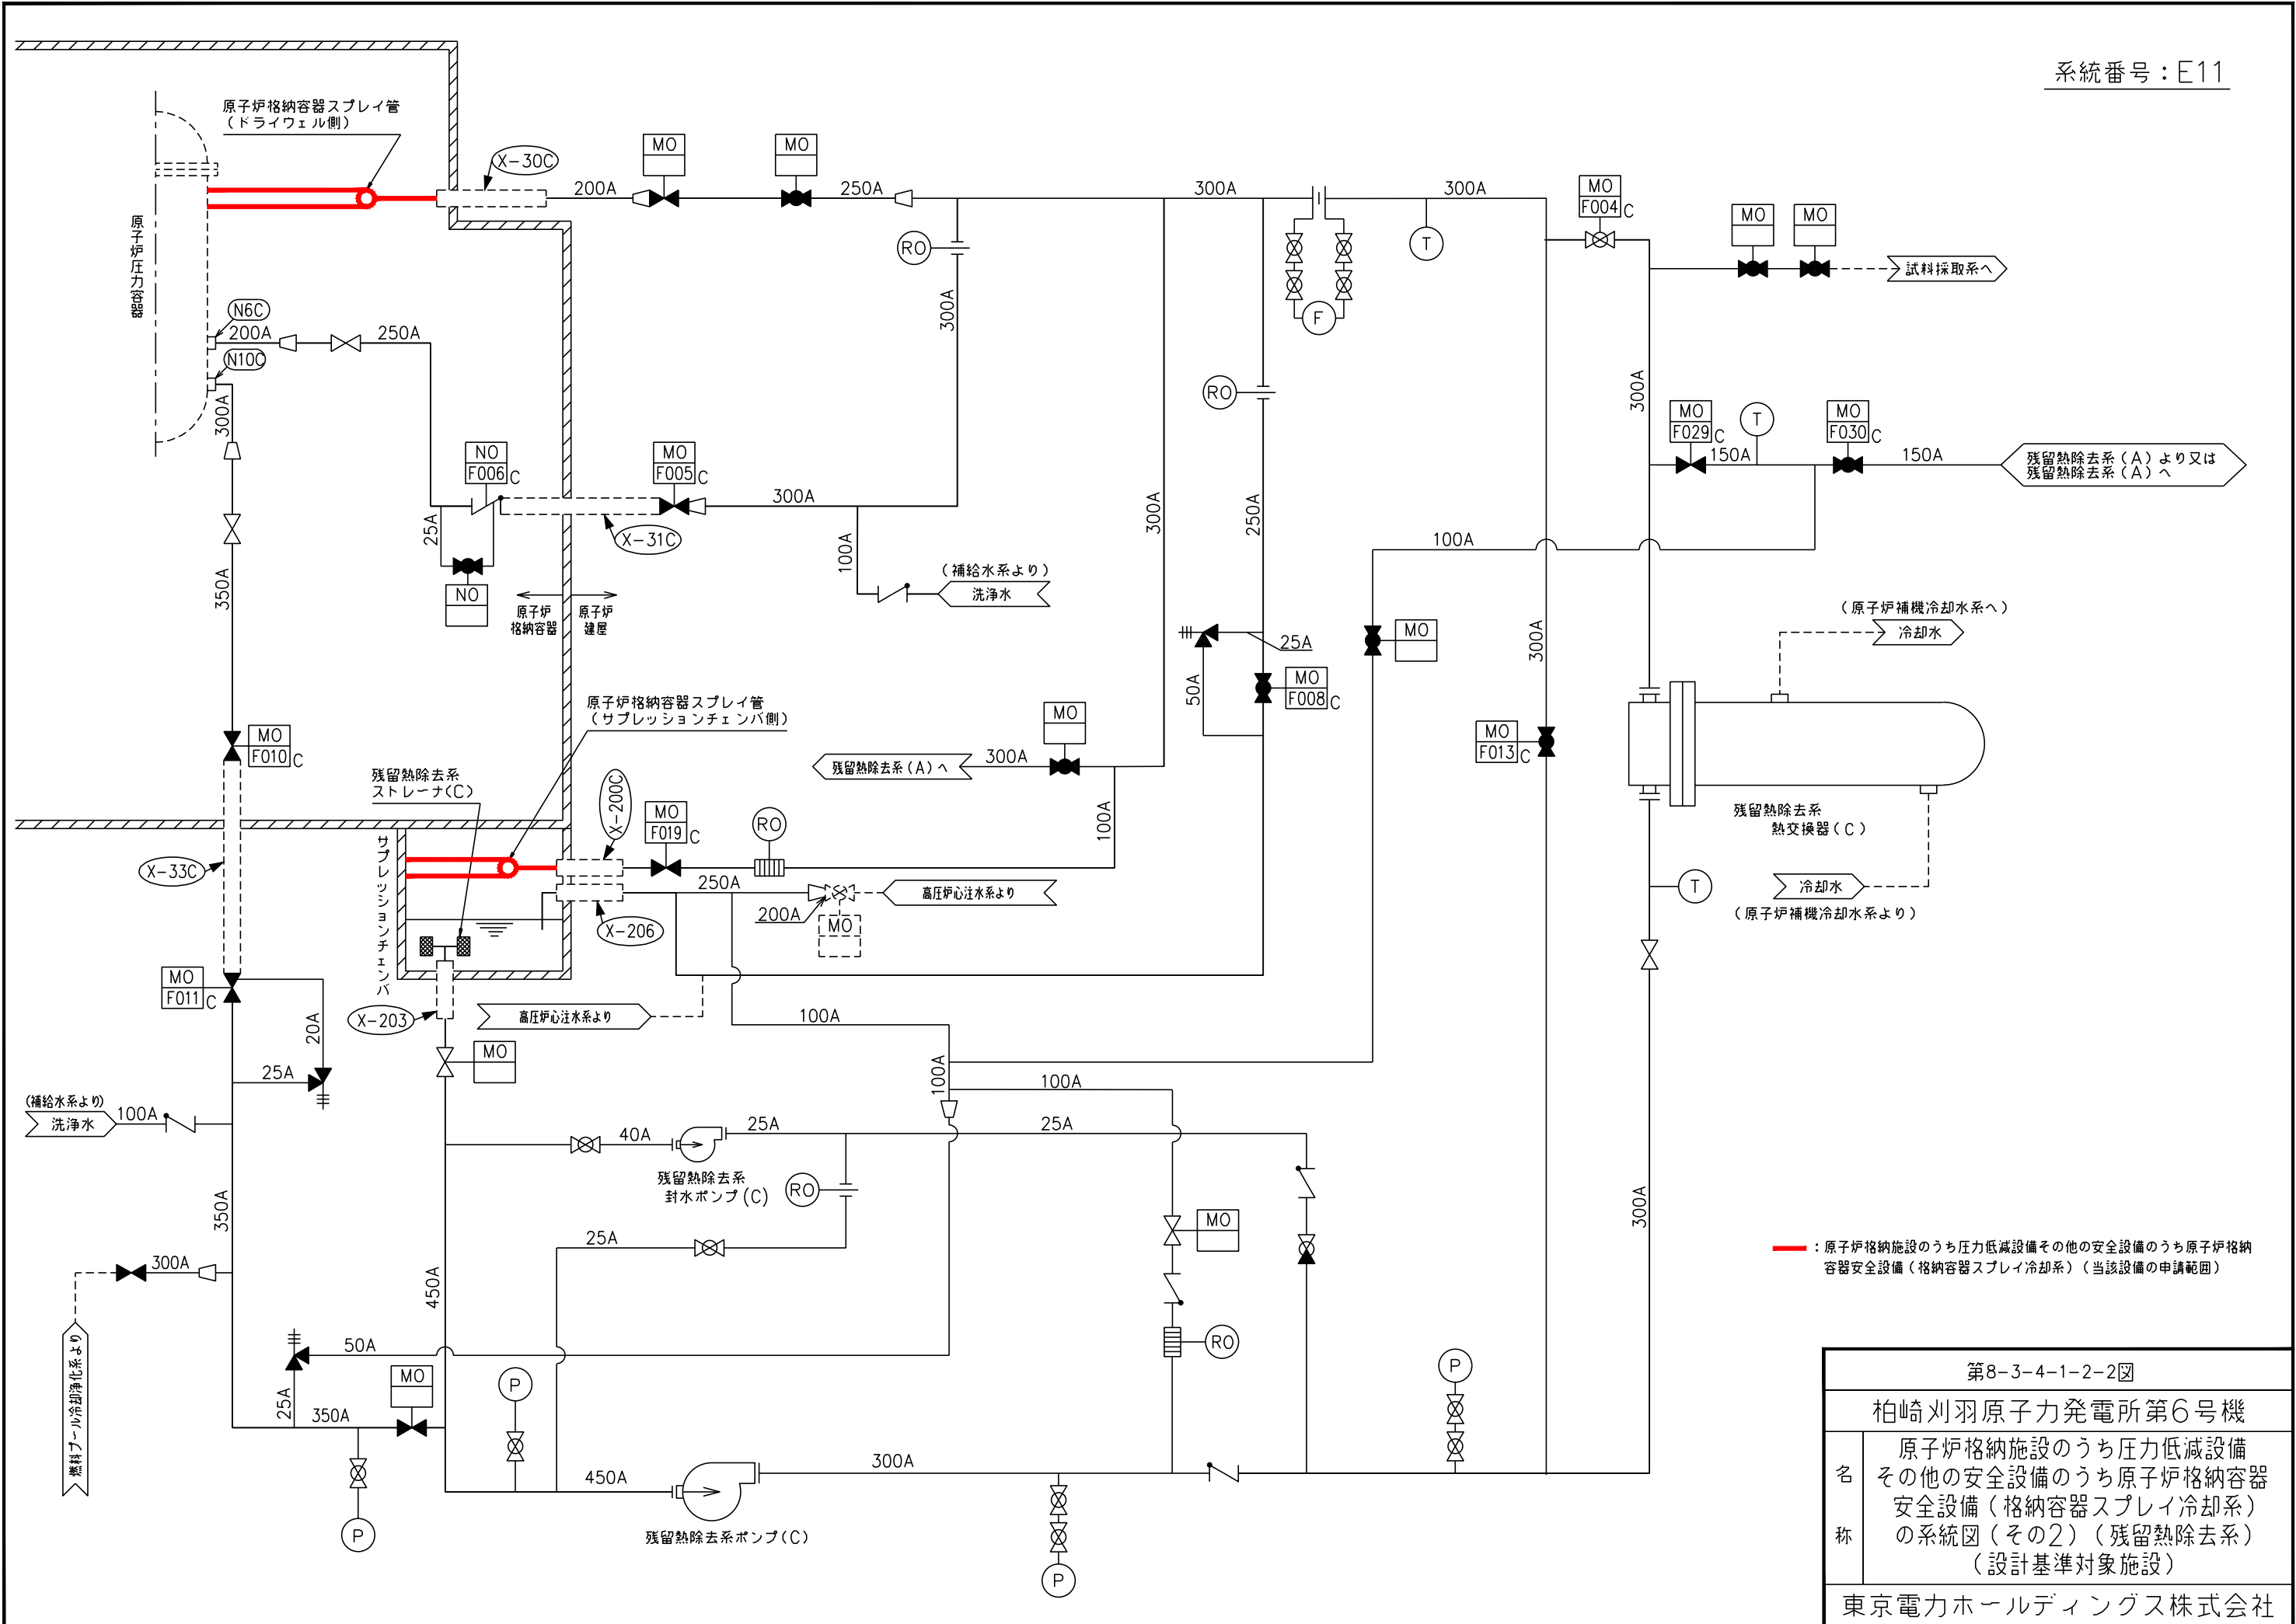 系統番号：E11
原子炉格納容器スプレイ管
（ドライウェル側）
X-30C
MO
MO
200A
250A
300A
300A
MO
F004
C
MO
MO
試料採取系へ
原子炉圧力容器
RO
T
F
300A
N6C
200A
250A
N10C
300A
RO
300A
MO
F029
C
T
MO
F030
C
150A
150A
残留熱除去系（A）より又は
残留熱除去系（A）へ
NO
F006
C
MO
F005
C
300A
25A
X-31C
100A
300A
250A
100A
NO
（補給水系より）
洗浄水
原子炉
格納容器
原子炉
建屋
350A
25A
50A
MO
F008
C
MO
300A
（原子炉補機冷却水系へ）
冷却水
原子炉格納容器スプレイ管
（サプレッションチェンバ側）
MO
F010
C
MO
300A
残留熱除去系（A）へ
MO
F013
C
残留熱除去系
ストレーナ(C)
X-200C
MO
F019
C
RO
100A
残留熱除去系
熱交換器（C）
サプレッションチェンバ
X-33C
250A
200A
MO
高圧炉心注水系より
X-206
T
冷却水
（原子炉補機冷却水系より）
MO
F011
C
X-203
高圧炉心注水系より
20A
25A
MO
100A
100A
100A
（補給水系より）
洗浄水
100A
40A
25A
25A
残留熱除去系
封水ポンプ(C)
RO
350A
25A
MO
300A
300A
450A
：原子炉格納施設のうち圧力低減設備その他の安全設備のうち原子炉格納
容器安全設備（格納容器スプレイ冷却系）（当該設備の申請範囲）
燃料プール冷却浄化系より
50A
RO
25A
350A
MO
P
P
P
450A
300A
残留熱除去系ポンプ(C)
P
第8-3-4-1-2-2図
柏崎刈羽原子力発電所第6号機
名称
原子炉格納施設のうち圧力低減設備
その他の安全設備のうち原子炉格納容器
安全設備（格納容器スプレイ冷却系）
の系統図（その2）（残留熱除去系）
（設計基準対象施設）
東京電力ホールディングス株式会社